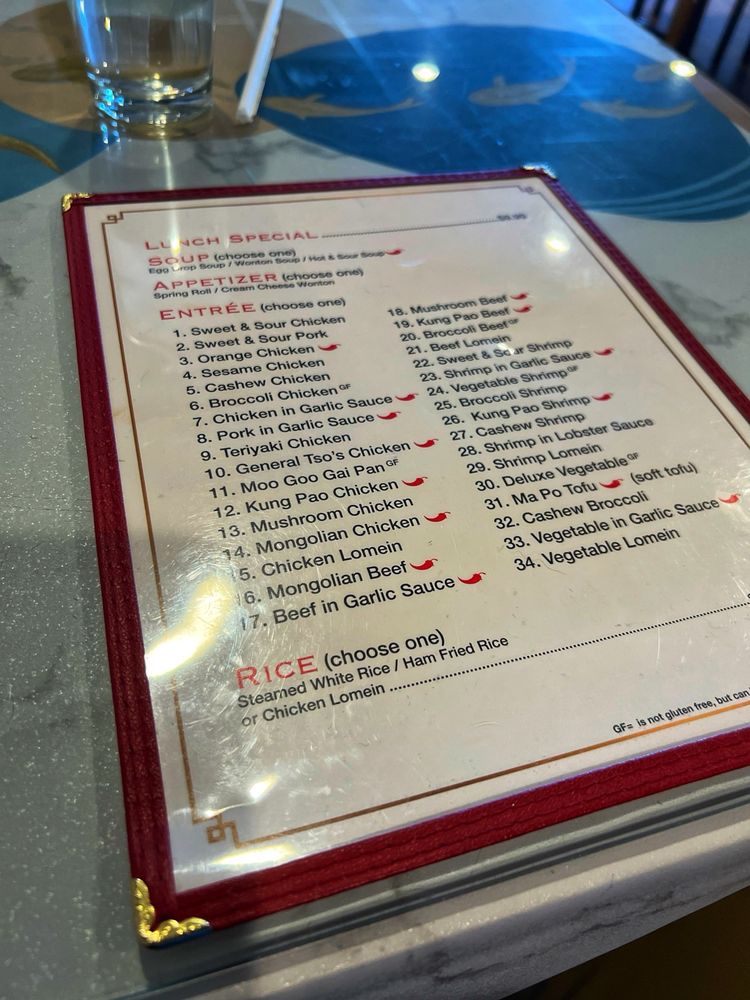 LUNCH SPECIAL
SOUP (choose one)
Egg Drop Soup / Wonton Soup / Hot & Sour Soup
APPETIZER (choose one)
Spring Roll / Cream Cheese Wonton
ENTRÉE (choose one)
1. Sweet & Sour Chicken
2. Sweet & Sour Pork
3. Orange Chicken
4. Sesame Chicken
5. Cashew Chicken
6. Broccoli Chicken GF
7. Chicken in Garlic Sauce
8. Pork in Garlic Sauce
9. Teriyaki Chicken
10. General Tso's Chicken
11. Moo Goo Gai Pan GF
12. Kung Pao Chicken
13. Mushroom Chicken
14. Mongolian Chicken
15. Chicken Lomein
16. Mongolian Beef
17. Beef in Garlic Sauce
18. Mushroom Beef
19. Kung Pao Beef
20. Broccoli Beef GF
21. Beef Lomein
22. Sweet & Sour Shrimp
23. Shrimp in Garlic Sauce
24. Vegetable Shrimp GF
25. Broccoli Shrimp
26. Kung Pao Shrimp
27. Cashew Shrimp
28. Shrimp in Lobster Sauce
29. Shrimp Lomein
30. Deluxe Vegetable GF
31. Ma Po Tofu (soft tofu)
32. Cashew Broccoli
33. Vegetable in Garlic Sauce
34. Vegetable Lomein
RICE (choose one)
Steamed White Rice / Ham Fried Rice
or Chicken Lomein
GF= is not gluten free, but can